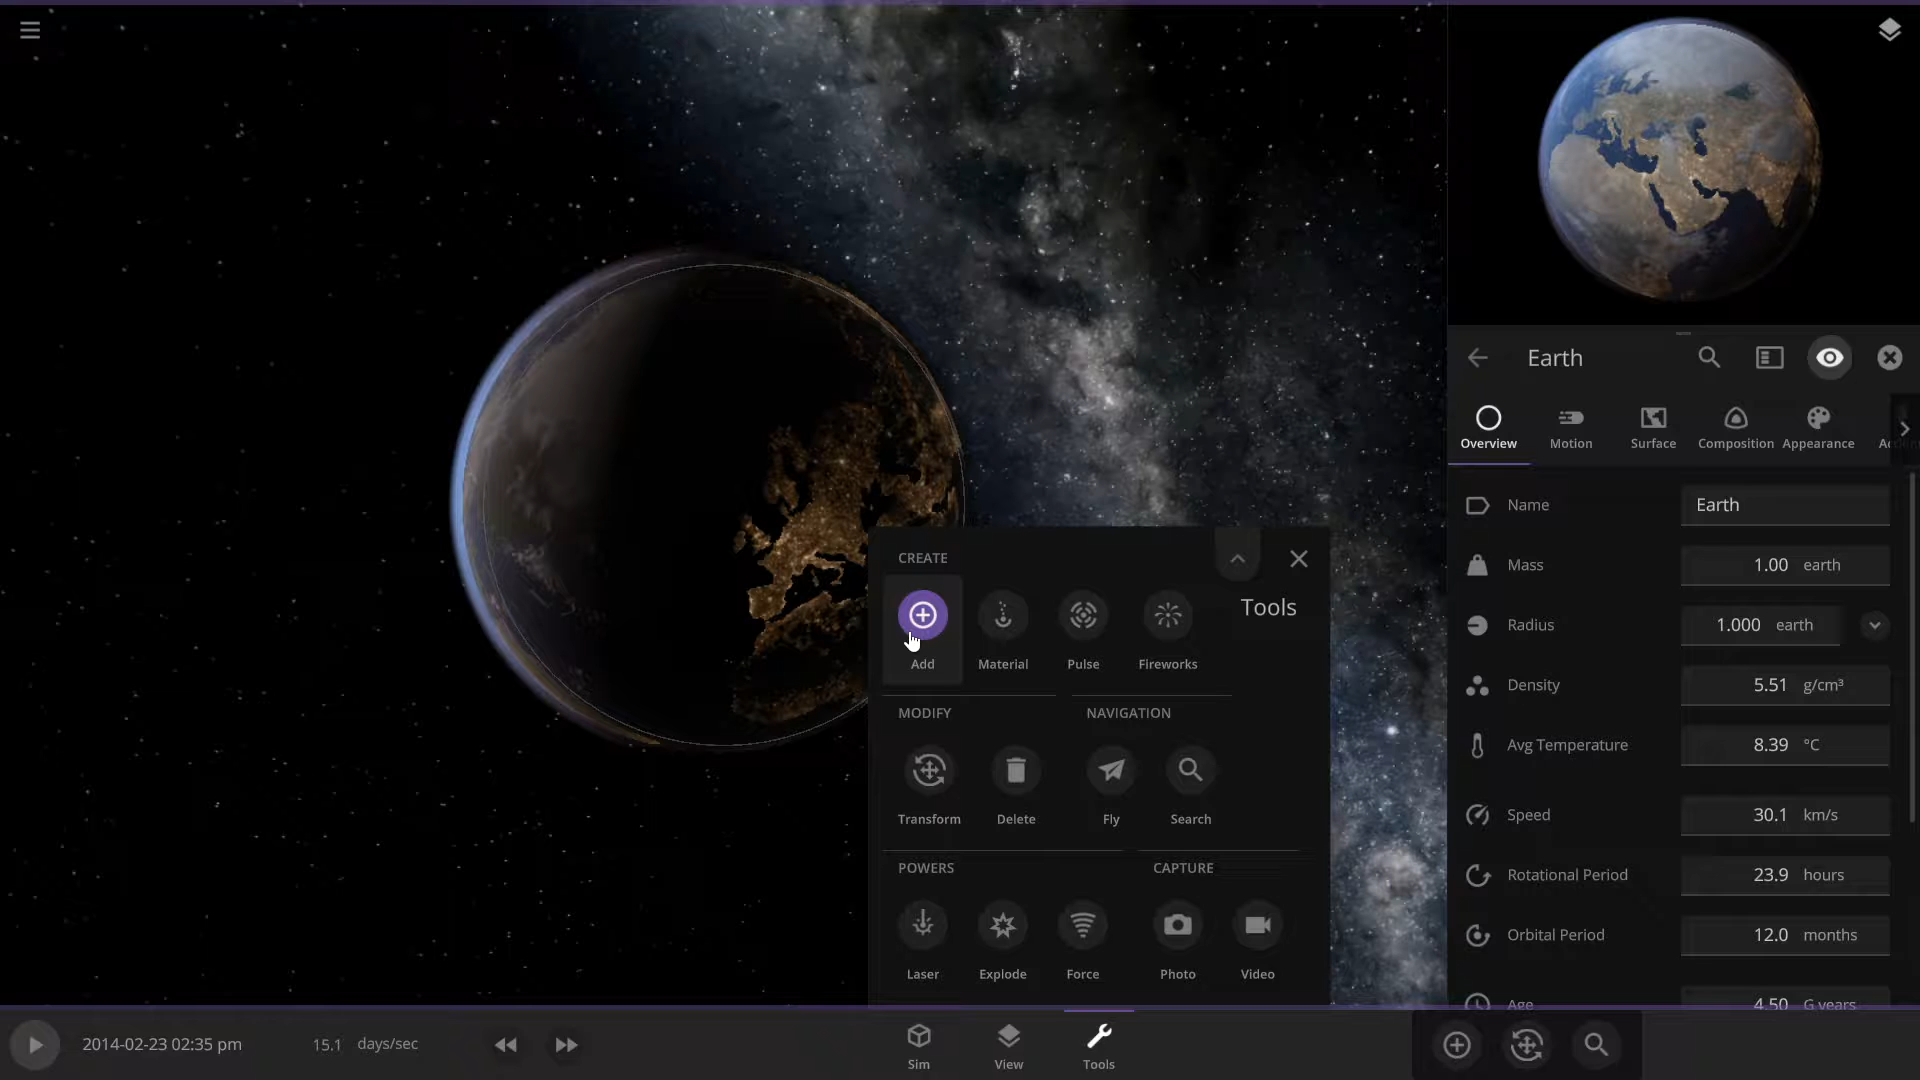 CREATE
Tools
Add Material Pulse Fireworks
MODIFY NAVIGATION
Transform Delete Fly Search
POWERS CAPTURE
Laser Explode Force Photo Video
Earth
Overview Motion Surface Composition Appearance
Name Earth
Mass 1.00 earth
Radius 1.000 earth
Density 5.51 g/cm³
Avg Temperature 8.39 °C
Speed 30.1 km/s
Rotational Period 23.9 hours
Orbital Period 12.0 months
Age 4.50 G years
2014-02-23 02:35 pm 15.1 days/sec
Sim View Tools